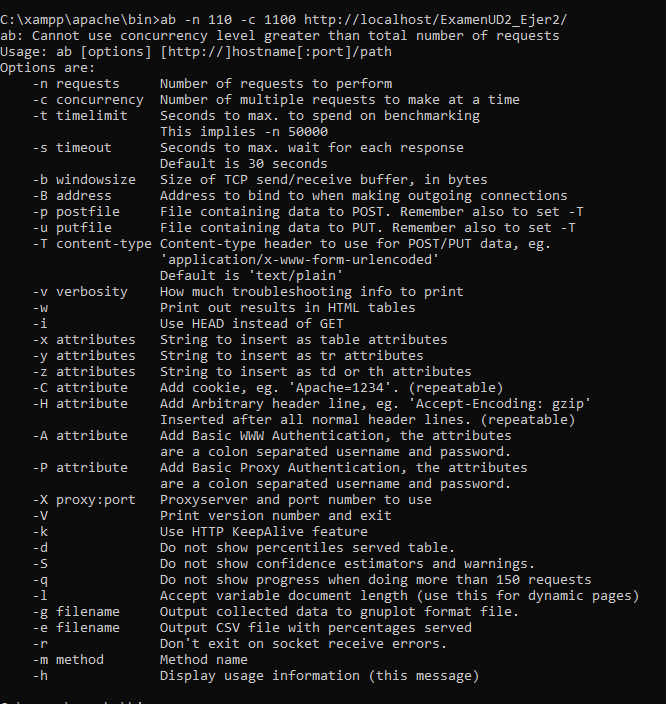 C:\xampp\apache\bin>ab -n 110 -c 1100 http://localhost/ExamenUD2_Ejer2/
ab: Cannot use concurrency level greater than total number of requests
Usage: ab [options] [http://]hostname[:port]/path
Options are:
    -n requests     Number of requests to perform
    -c concurrency  Number of multiple requests to make at a time
    -t timelimit    Seconds to max. to spend on benchmarking
                    This implies -n 50000
    -s timeout      Seconds to max. wait for each response
                    Default is 30 seconds
    -b windowsize   Size of TCP send/receive buffer, in bytes
    -B address      Address to bind to when making outgoing connections
    -p postfile     File containing data to POST. Remember also to set -T
    -u putfile      File containing data to PUT. Remember also to set -T
    -T content-type Content-type header to use for POST/PUT data, eg.
                    'application/x-www-form-urlencoded'
                    Default is 'text/plain'
    -v verbosity    How much troubleshooting info to print
    -w              Print out results in HTML tables
    -i              Use HEAD instead of GET
    -x attributes   String to insert as table attributes
    -y attributes   String to insert as tr attributes
    -z attributes   String to insert as td or th attributes
    -C attribute    Add cookie, eg. 'Apache=1234'. (repeatable)
    -H attribute    Add Arbitrary header line, eg. 'Accept-Encoding: gzip'
                    Inserted after all normal header lines. (repeatable)
    -A attribute    Add Basic WWW Authentication, the attributes
                    are a colon separated username and password.
    -P attribute    Add Basic Proxy Authentication, the attributes
                    are a colon separated username and password.
    -X proxy:port   Proxyserver and port number to use
    -V              Print version number and exit
    -k              Use HTTP KeepAlive feature
    -d              Do not show percentiles served table.
    -S              Do not show confidence estimators and warnings.
    -q              Do not show progress when doing more than 150 requests
    -l              Accept variable document length (use this for dynamic pages)
    -g filename     Output collected data to gnuplot format file.
    -e filename     Output CSV file with percentages served
    -r              Don't exit on socket receive errors.
    -m method       Method name
    -h              Display usage information (this message)